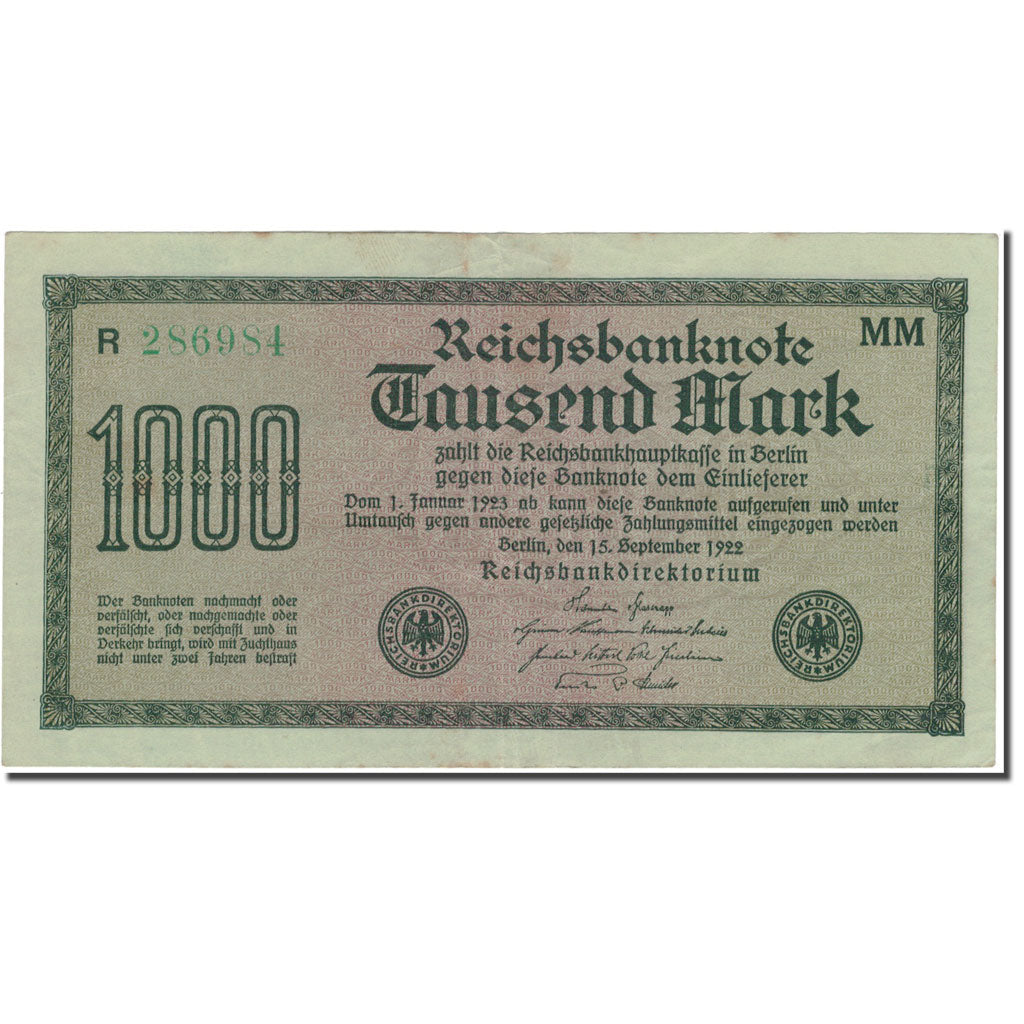 R 286984
MM
Reichsbanknote
Tausend Mark
1000
zahlt die Reichsbankhauptkasse in Berlin
gegen diese Banknote dem Einlieferer
Vom 1. Januar 1923 ab kann diese Banknote aufgerufen und unter
Umtausch gegen andere gesetzliche Zahlungsmittel eingezogen werden
Berlin, den 15. September 1922
Reichsbankdirektorium
Wer Banknoten nachmacht oder
verfälscht, oder nachgemachte oder
verfälschte sich verschafft und in
Verkehr bringt, wird mit Zuchthaus
nicht unter zwei Jahren bestraft
REICHSBANKDIREKTORIUM
REICHSBANKDIREKTORIUM